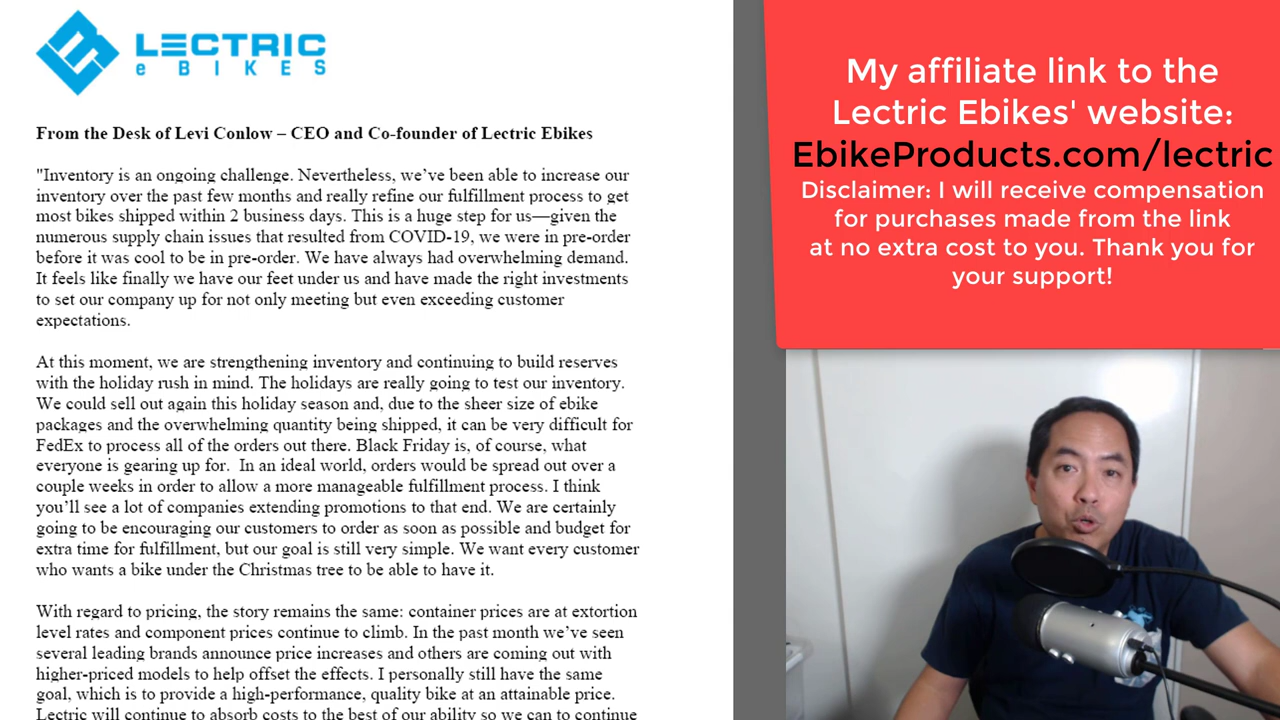 LECTRIC
eBIKES
From the Desk of Levi Conlow – CEO and Co-founder of Lectric Ebikes
"Inventory is an ongoing challenge. Nevertheless, we've been able to increase our
inventory over the past few months and really refine our fulfillment process to get
most bikes shipped within 2 business days. This is a huge step for us—given the
numerous supply chain issues that resulted from COVID-19, we were in pre-order
before it was cool to be in pre-order. We have always had overwhelming demand.
It feels like finally we have our feet under us and have made the right investments
to set our company up for not only meeting but even exceeding customer
expectations.
At this moment, we are strengthening inventory and continuing to build reserves
with the holiday rush in mind. The holidays are really going to test our inventory.
We could sell out again this holiday season and, due to the sheer size of ebike
packages and the overwhelming quantity being shipped, it can be very difficult for
FedEx to process all of the orders out there. Black Friday is, of course, what
everyone is gearing up for.  In an ideal world, orders would be spread out over a
couple weeks in order to allow a more manageable fulfillment process. I think
you'll see a lot of companies extending promotions to that end. We are certainly
going to be encouraging our customers to order as soon as possible and budget for
extra time for fulfillment, but our goal is still very simple. We want every customer
who wants a bike under the Christmas tree to be able to have it.
With regard to pricing, the story remains the same: container prices are at extortion
level rates and component prices continue to climb. In the past month we've seen
several leading brands announce price increases and others are coming out with
higher-priced models to help offset the effects. I personally still have the same
goal, which is to provide a high-performance, quality bike at an attainable price.
Lectric will continue to absorb costs to the best of our ability so we can to continue
My affiliate link to the
Lectric Ebikes' website:
EbikeProducts.com/lectric
Disclaimer: I will receive compensation
for purchases made from the link
at no extra cost to you. Thank you for
your support!